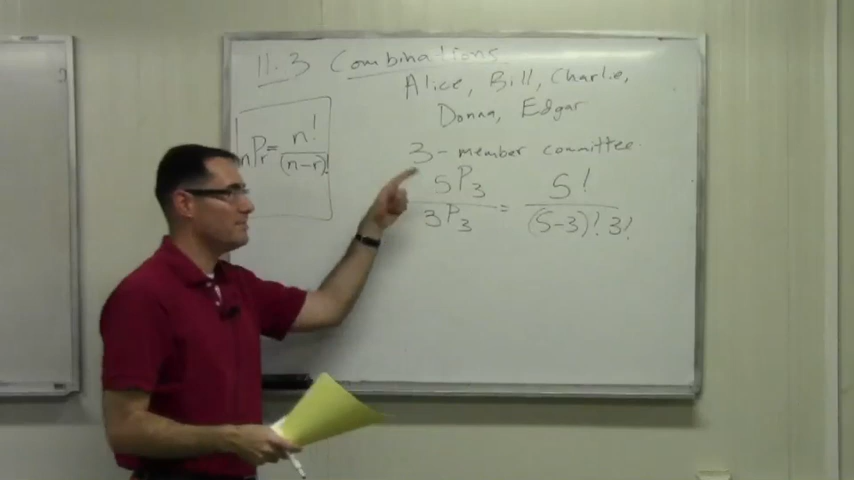 11.3 Combinations
Alice, Bill, Charlie,
Donna, Edgar
nPr = n! / (n-r)!
3-member committee
5P3 / 3P3 = 5! / (5-3)! 3!